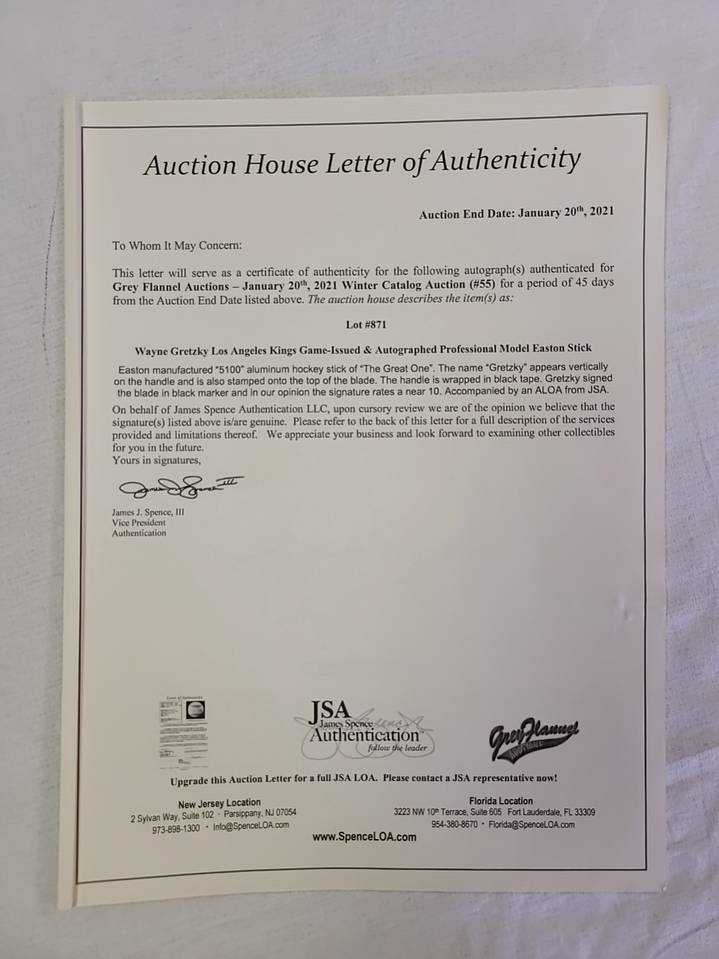 Auction House Letter of Authenticity
Auction End Date: January 20th, 2021
To Whom It May Concern:
This letter will serve as a certificate of authenticity for the following autograph(s) authenticated for
Grey Flannel Auctions – January 20th, 2021 Winter Catalog Auction (#55) for a period of 45 days
from the Auction End Date listed above. The auction house describes the item(s) as:
Lot #871
Wayne Gretzky Los Angeles Kings Game-Issued & Autographed Professional Model Easton Stick
Easton manufactured "5100" aluminum hockey stick of "The Great One". The name "Gretzky" appears vertically
on the handle and is also stamped onto the top of the blade. The handle is wrapped in black tape. Gretzky signed
the blade in black marker and in our opinion the signature rates a near 10. Accompanied by an ALOA from JSA.
On behalf of James Spence Authentication LLC, upon cursory review we are of the opinion we believe that the
signature(s) listed above is/are genuine. Please refer to the back of this letter for a full description of the services
provided and limitations thereof. We appreciate your business and look forward to examining other collectibles
for you in the future.
Yours in signatures,
James J. Spence, III
Vice President
Authentication
Letter of Authenticity
JSA
James Spence
Authentication
follow the leader
Grey Flannel
AUCTIONS
Upgrade this Auction Letter for a full JSA LOA. Please contact a JSA representative now!
New Jersey Location
2 Sylvan Way, Suite 102 · Parsippany, NJ 07054
973-898-1300 · Info@SpenceLOA.com
Florida Location
3223 NW 10th Terrace, Suite 605 Fort Lauderdale, FL 33309
954-380-8670 · Florida@SpenceLOA.com
www.SpenceLOA.com